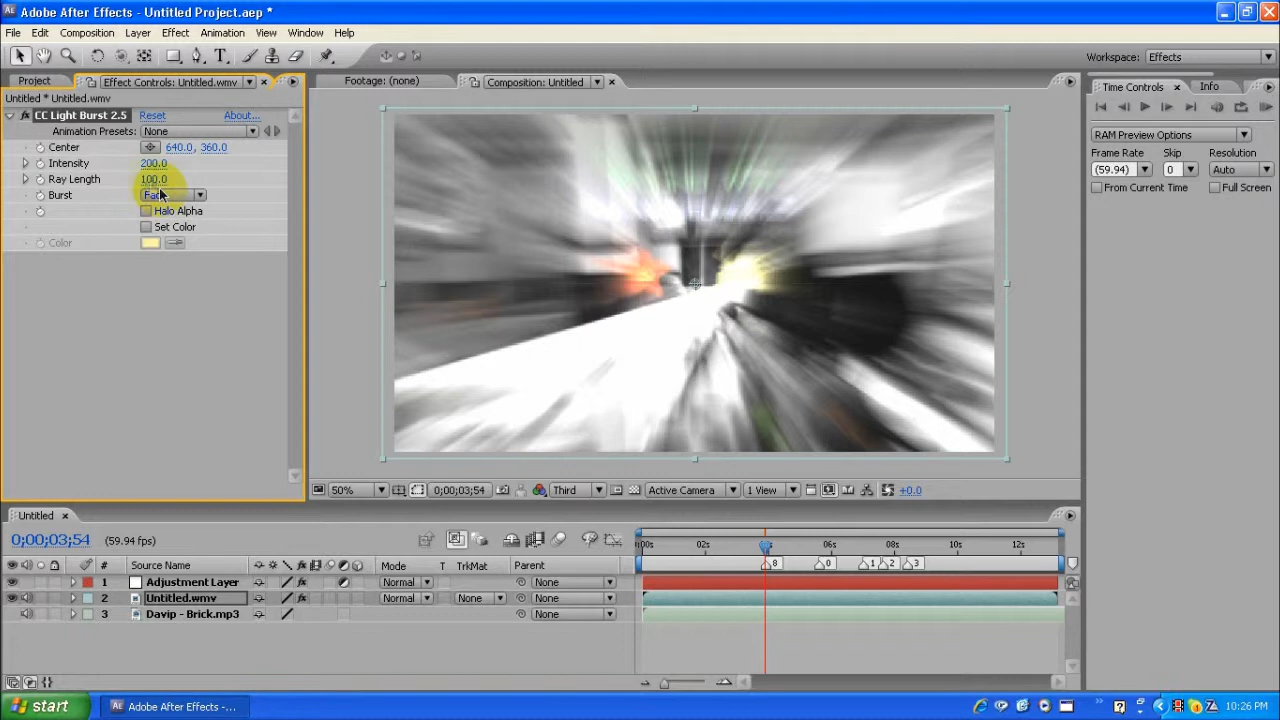 Adobe After Effects - Untitled Project.aep *
File Edit Composition Layer Effect Animation View Window Help
Workspace: Effects
Project Effect Controls: Untitled.wmv Footage: (none) Composition: Untitled Time Controls Info
Untitled * Untitled.wmv
CC Light Burst 2.5 Reset About...
Animation Presets: None
Center 640.0, 360.0
Intensity 200.0
Ray Length 100.0
Burst
Halo Alpha
Set Color
Color
RAM Preview Options
Frame Rate Skip Resolution
(59.94) 0 Auto
From Current Time Full Screen
50% 0;00;03;54 Third Active Camera 1 View +0.0
Untitled
0;00;03;54 (59.94 fps)
:00s 02s 06s 08s 10s 12s
8 0 1 2 3
# Source Name Mode T TrkMat Parent
1 Adjustment Layer Normal None
2 Untitled.wmv Normal None None
3 Davip - Brick.mp3 None
start Adobe After Effects - ... 10:26 PM